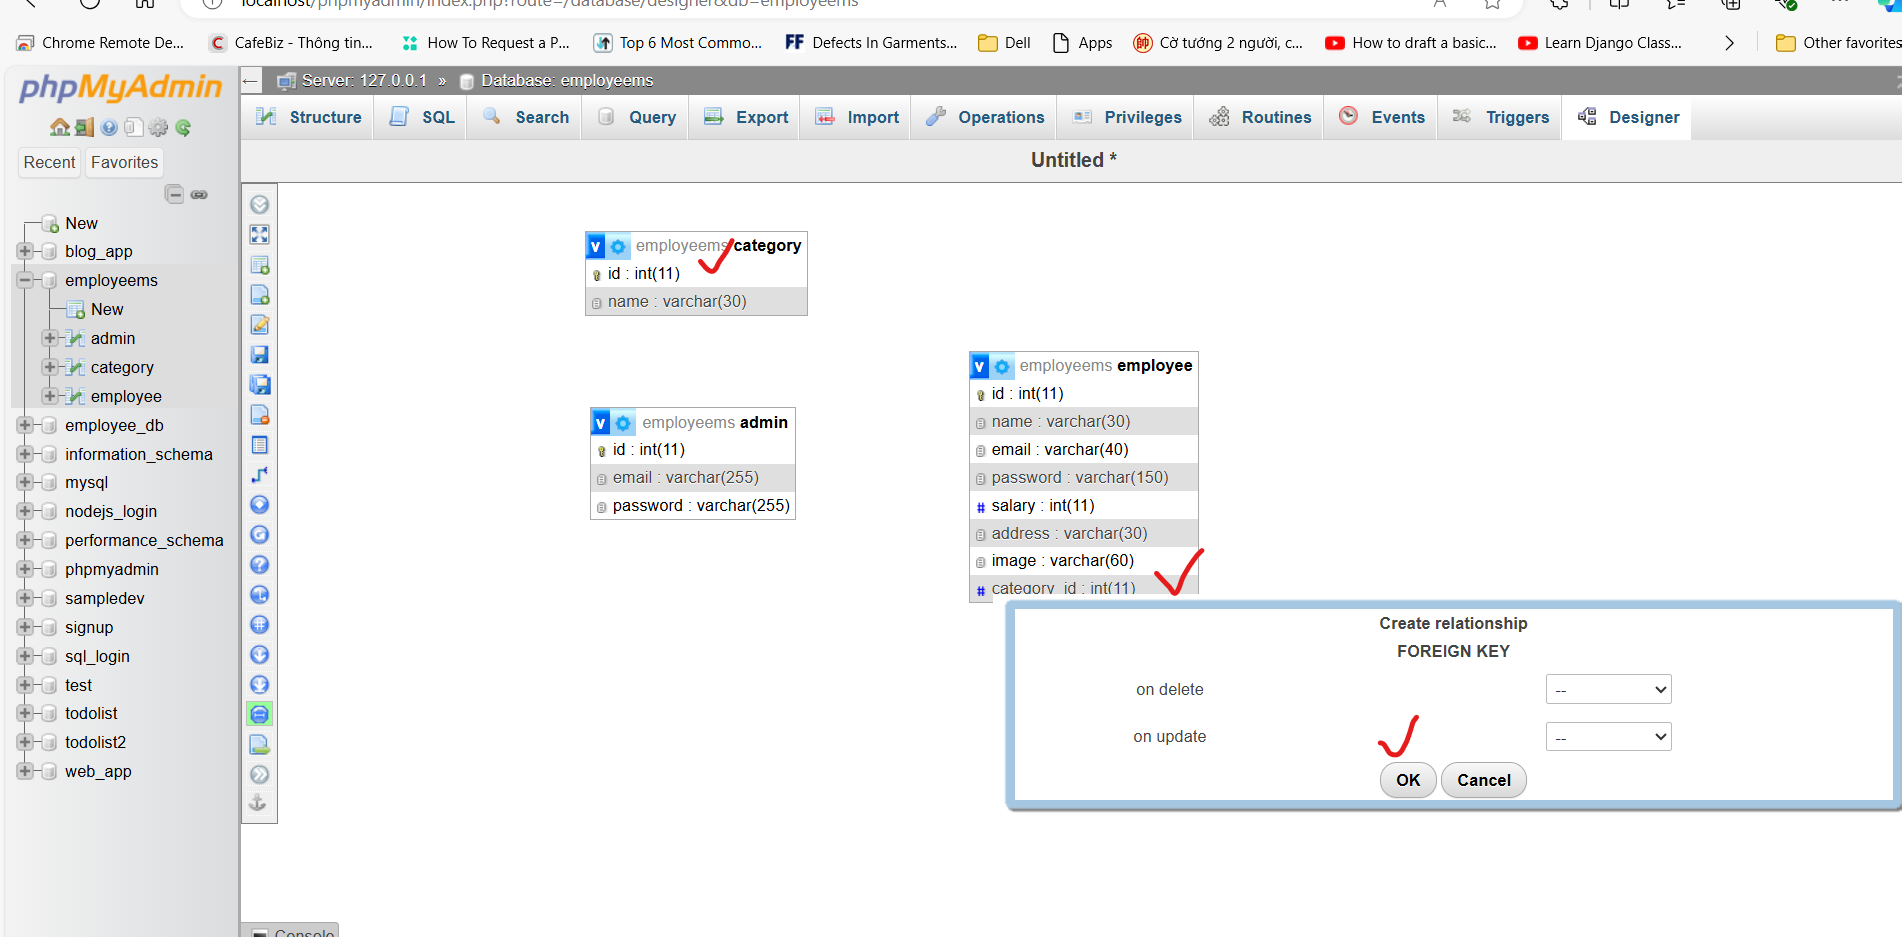 localhost/phpmyadmin/index.php?route=/database/designer&db=employeems
Chrome Remote De... CafeBiz - Thông tin... How To Request a P... Top 6 Most Commo... FF Defects In Garments... Dell Apps Cờ tướng 2 người, c... How to draft a basic... Learn Django Class... Other favorites
phpMyAdmin
Recent Favorites
New
blog_app
employeems
New
admin
category
employee
employee_db
information_schema
mysql
nodejs_login
performance_schema
phpmyadmin
sampledev
signup
sql_login
test
todolist
todolist2
web_app
Server: 127.0.0.1 » Database: employeems
Structure SQL Search Query Export Import Operations Privileges Routines Events Triggers Designer
Untitled *
v employeems category
id : int(11)
name : varchar(30)
v employeems admin
id : int(11)
email : varchar(255)
password : varchar(255)
v employeems employee
id : int(11)
name : varchar(30)
email : varchar(40)
password : varchar(150)
# salary : int(11)
address : varchar(30)
image : varchar(60)
# category_id : int(11)
Create relationship
FOREIGN KEY
on delete --
on update --
OK Cancel
Console